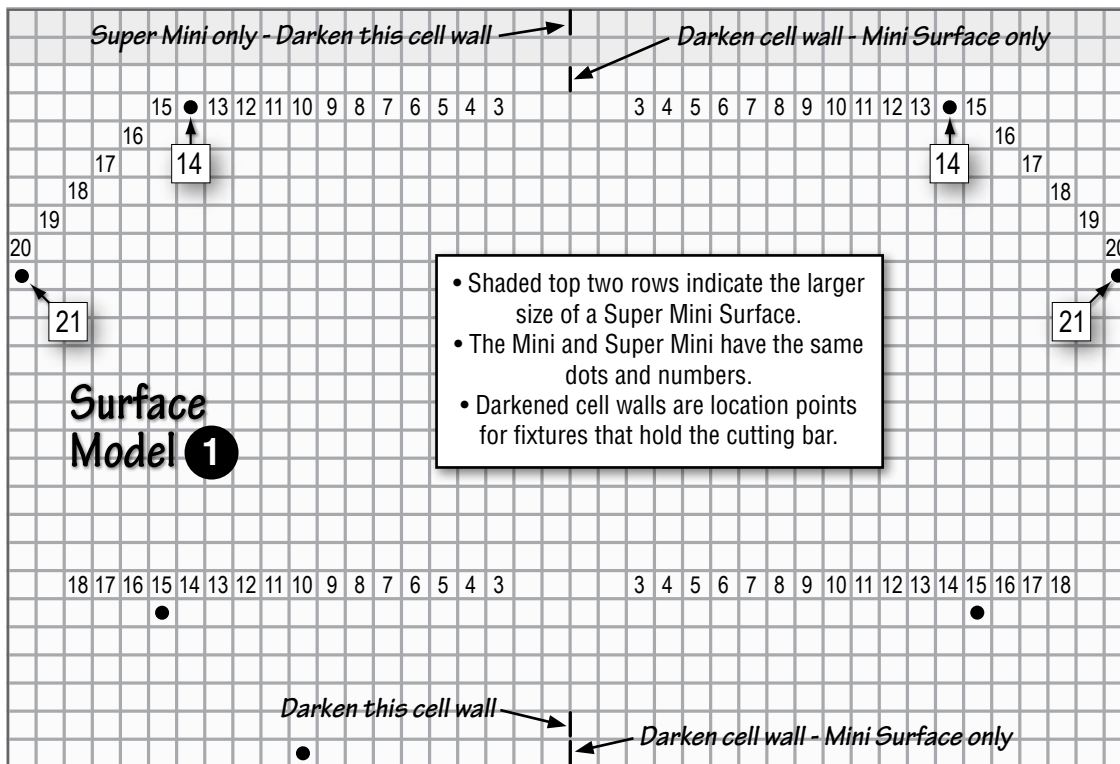 Super Mini only - Darken this cell wall
Darken cell wall - Mini Surface only
15 13 12 11 10 9 8 7 6 5 4 3 3 4 5 6 7 8 9 10 11 12 13 15
16 16
17 14 14 17
18 18
19 19
20 20
21 21
• Shaded top two rows indicate the larger
size of a Super Mini Surface.
• The Mini and Super Mini have the same
dots and numbers.
• Darkened cell walls are location points
for fixtures that hold the cutting bar.
Surface
Model 1
18 17 16 15 14 13 12 11 10 9 8 7 6 5 4 3 3 4 5 6 7 8 9 10 11 12 13 14 15 16 17 18
Darken this cell wall
Darken cell wall - Mini Surface only